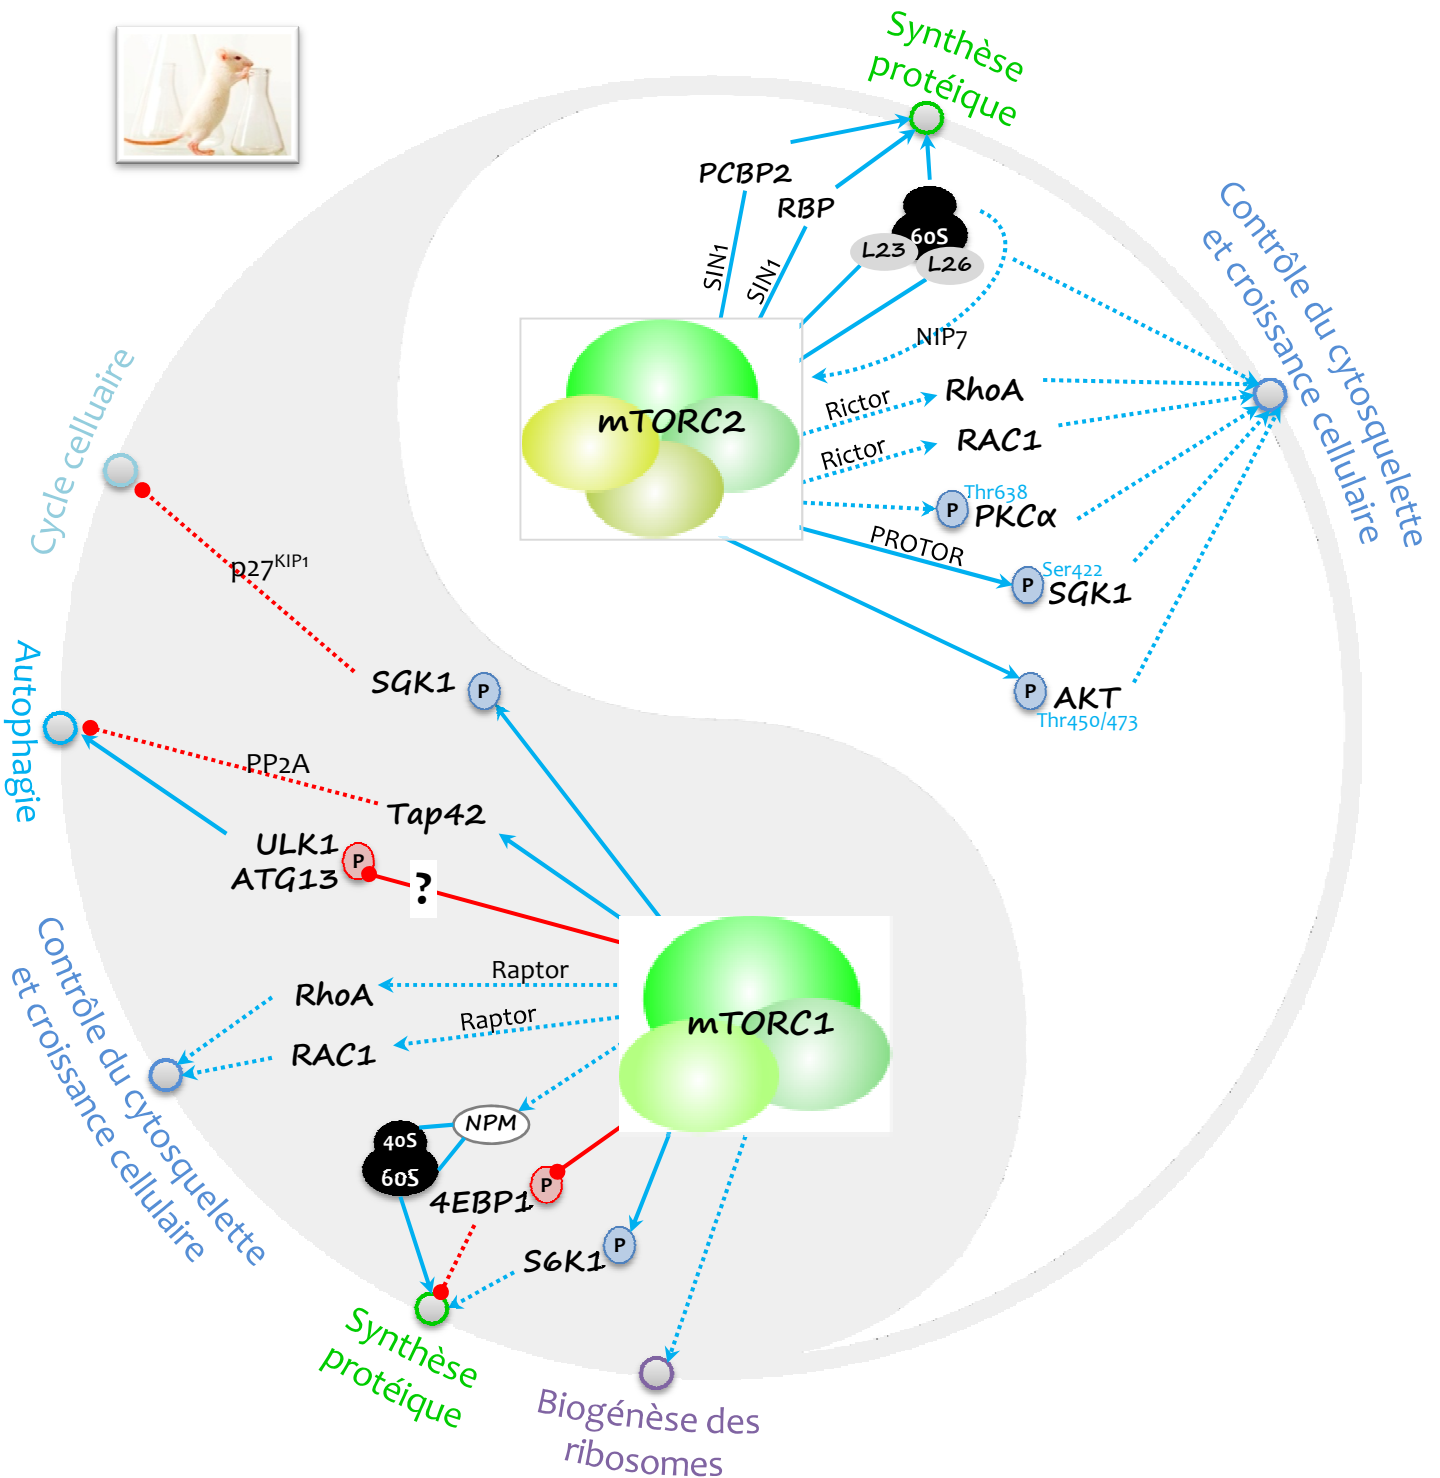 Synthèse
protéique
PCBP2
RBP
60S
L23
L26
SIN1
SIN1
NIP7
Contrôle du cytosquelette
et croissance cellulaire
mTORC2
Rictor
RhoA
Rictor
RAC1
Thr638
P
PKCα
PROTOR
Ser422
P
SGK1
P
AKT
Thr450/473
Cycle celluaire
p27KIP1
SGK1
P
Autophagie
PP2A
Tap42
ULK1
ATG13
P
?
Contrôle du cytosquelette
et croissance cellulaire
Raptor
RhoA
Raptor
RAC1
mTORC1
NPM
40S
60S
4EBP1
P
S6K1
P
Synthèse
protéique
Biogénèse des
ribosomes